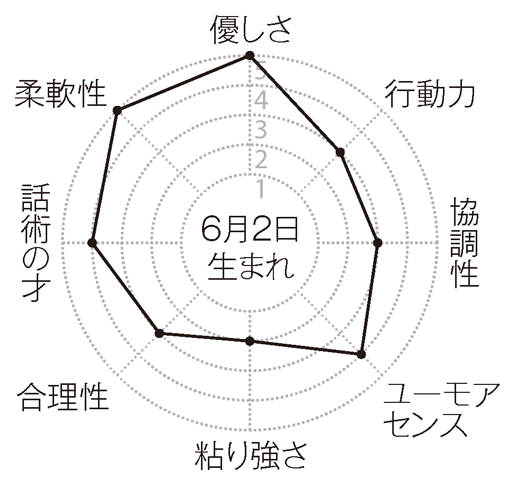 優しさ
行動力
協調性
ユーモア
センス
粘り強さ
合理性
話術の才
柔軟性
5
4
3
2
1
6月2日
生まれ